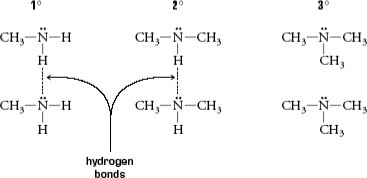 1° 2° 3°
CH₃—N̈—H CH₃—N̈—CH₃ CH₃—N̈—CH₃
H H CH₃
CH₃—N̈—H CH₃—N̈—CH₃ CH₃—N̈—CH₃
H H CH₃
hydrogen
bonds